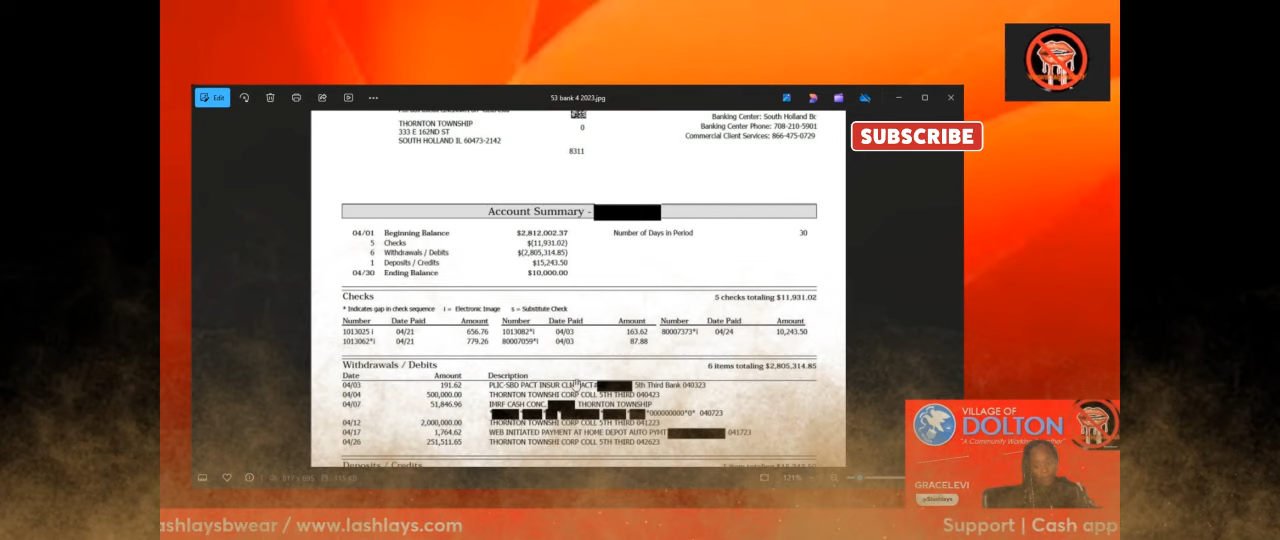 Edit
53 bank 4 2023.jpg
THORNTON TOWNSHIP
333 E 162ND ST
SOUTH HOLLAND IL 60473-2142
0
8311
Banking Center: South Holland Bc
Banking Center Phone: 708-210-5901
Commercial Client Services: 866-475-0729
SUBSCRIBE
Account Summary -
04/01 Beginning Balance $2,812,002.37 Number of Days in Period 30
5 Checks $(11,931.02)
6 Withdrawals / Debits $(2,805,314.85)
1 Deposits / Credits $15,243.50
04/30 Ending Balance $10,000.00
Checks 5 checks totaling $11,931.02
* Indicates gap in check sequence i = Electronic Image s = Substitute Check
Number Date Paid Amount Number Date Paid Amount Number Date Paid Amount
1013025 i 04/21 656.76 1013082*i 04/03 163.62 80007373*i 04/24 10,243.50
1013062*i 04/21 779.26 80007059*i 04/03 87.88
Withdrawals / Debits 6 items totaling $2,805,314.85
Date Amount Description
04/03 191.62 PLIC-SBD PACT INSUR 5th Third Bank 040323
04/04 500,000.00 THORNTON TOWNSHI CORP COLL 5TH THIRD 040423
04/07 51,846.96 IMRF CASH CONC. THORNTON TOWNSHIP
*000000000*0* 040723
04/12 2,000,000.00 THORNTON TOWNSHI CORP COLL 5TH THIRD 041223
04/17 1,764.62 WEB INITIATED PAYMENT AT HOME DEPOT AUTO PYMT 041723
04/26 251,511.65 THORNTON TOWNSHI CORP COLL 5TH THIRD 042623
Deposits / Credits
121%
VILLAGE OF
DOLTON
GRACELEVI
ashlaysbwear / www.lashlays.com
Support | Cash app